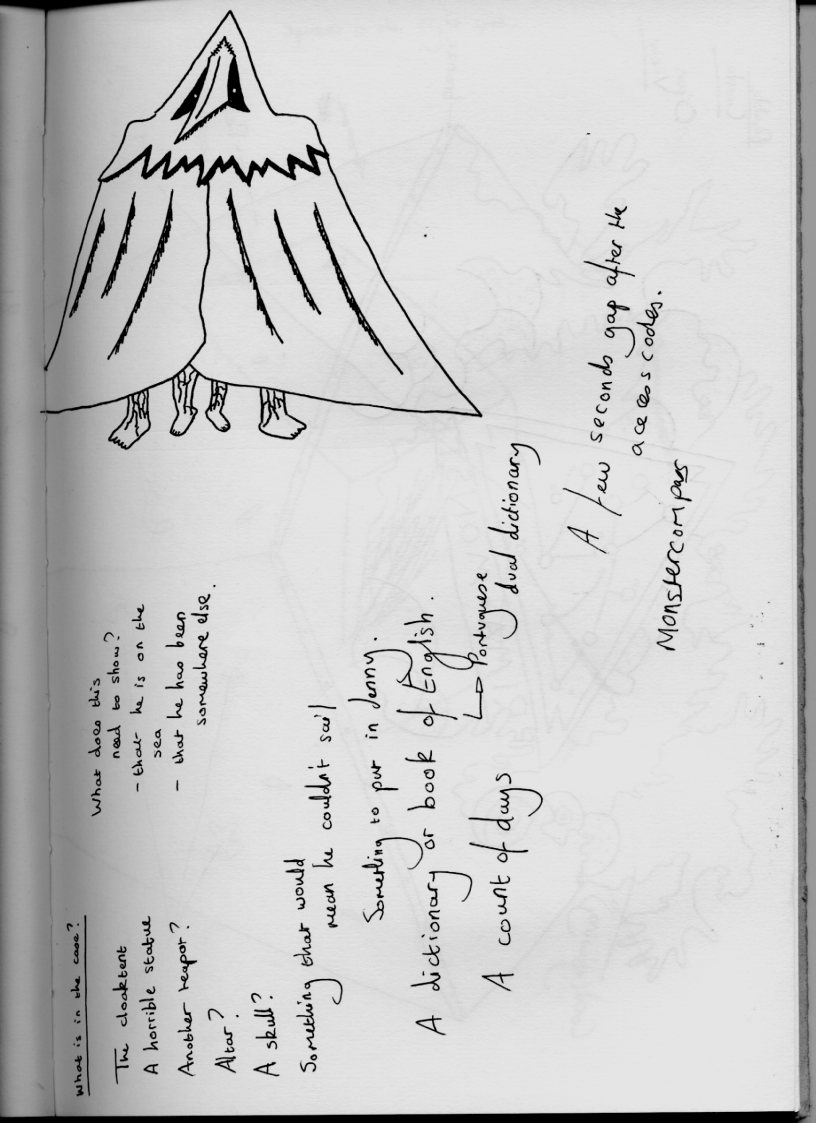 What is in the case?
The cloaktent
A horrible statue
Another teapot?
Altar?
A skull?
Something that would
mean he couldn't sail
What does this
need to show?
- that he is on the
sea
- that he has been
somewhere else.
Something to put in Jenny.
A dictionary or book of English.
Portuguese
dual dictionary
A count of days
A few seconds gap after the
access codes.